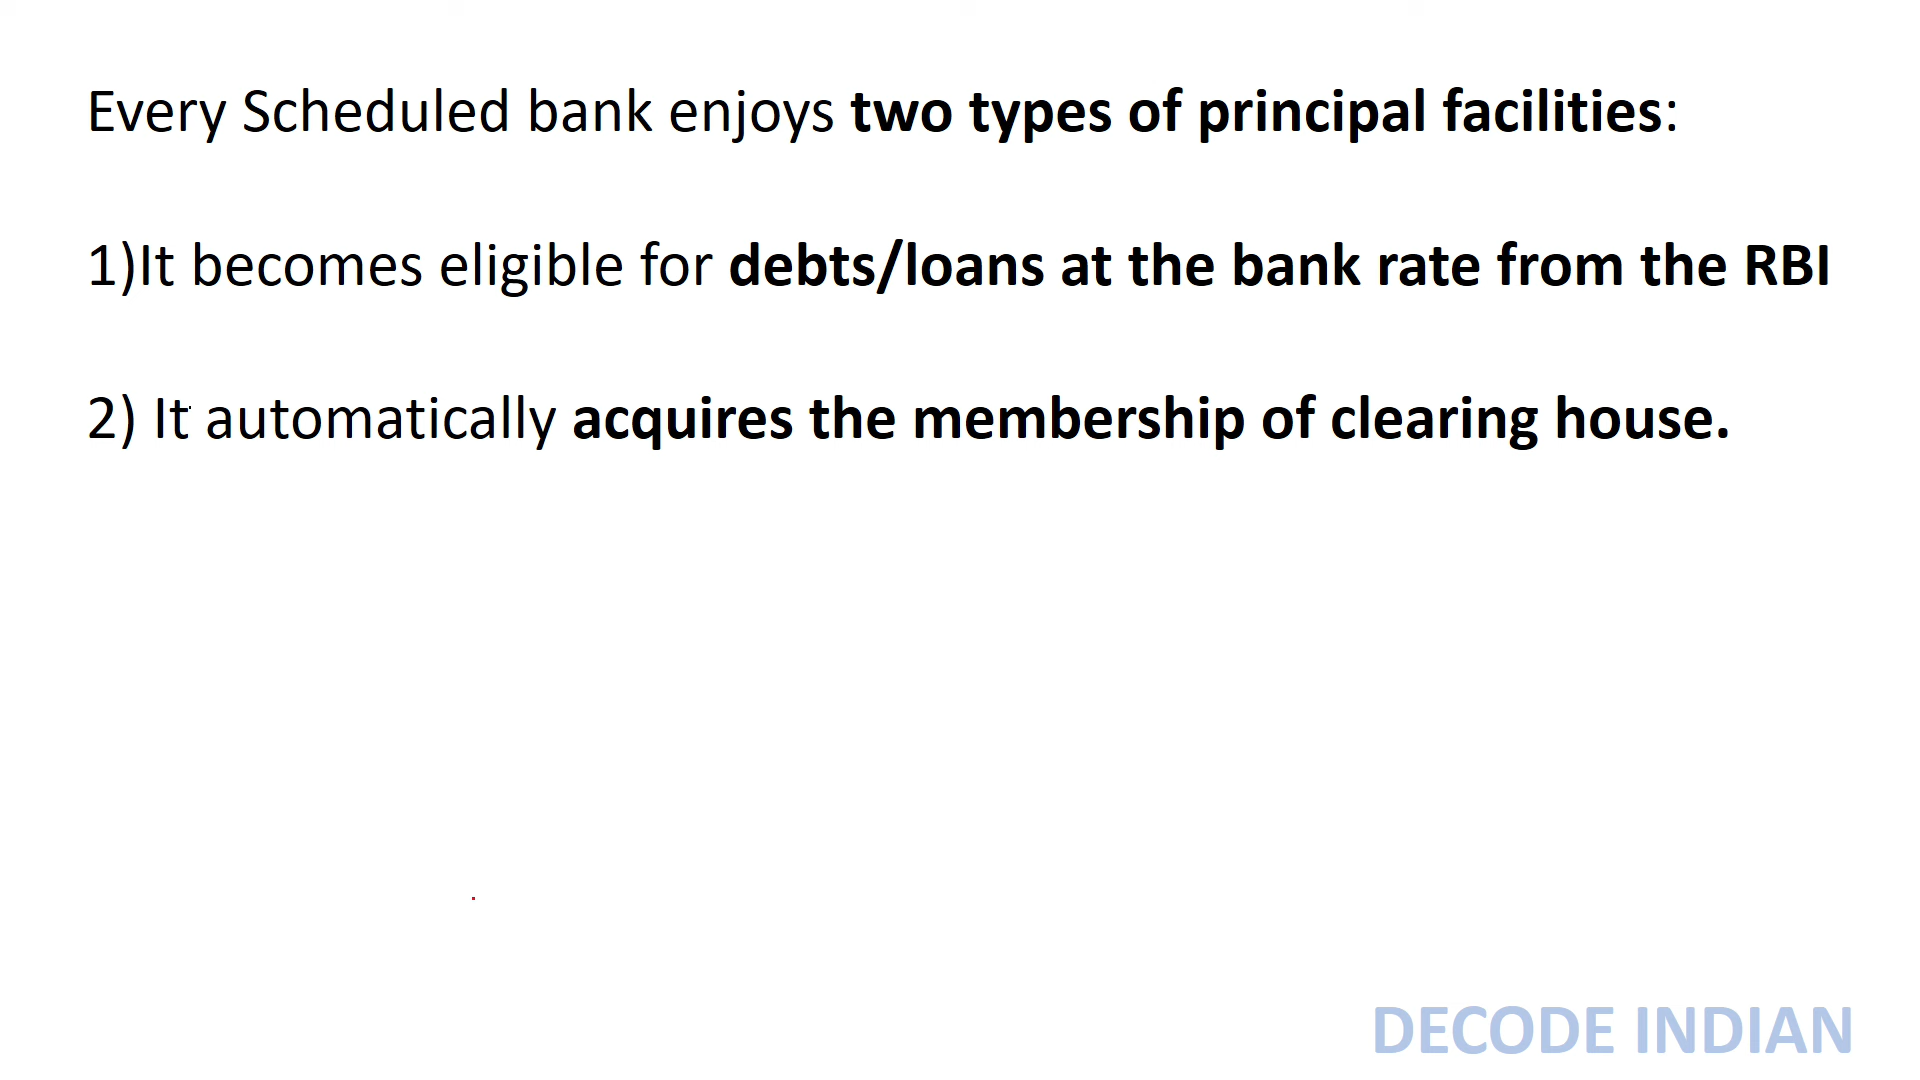 Every Scheduled bank enjoys two types of principal facilities:
1)It becomes eligible for debts/loans at the bank rate from the RBI
2) It automatically acquires the membership of clearing house.
DECODE INDIAN